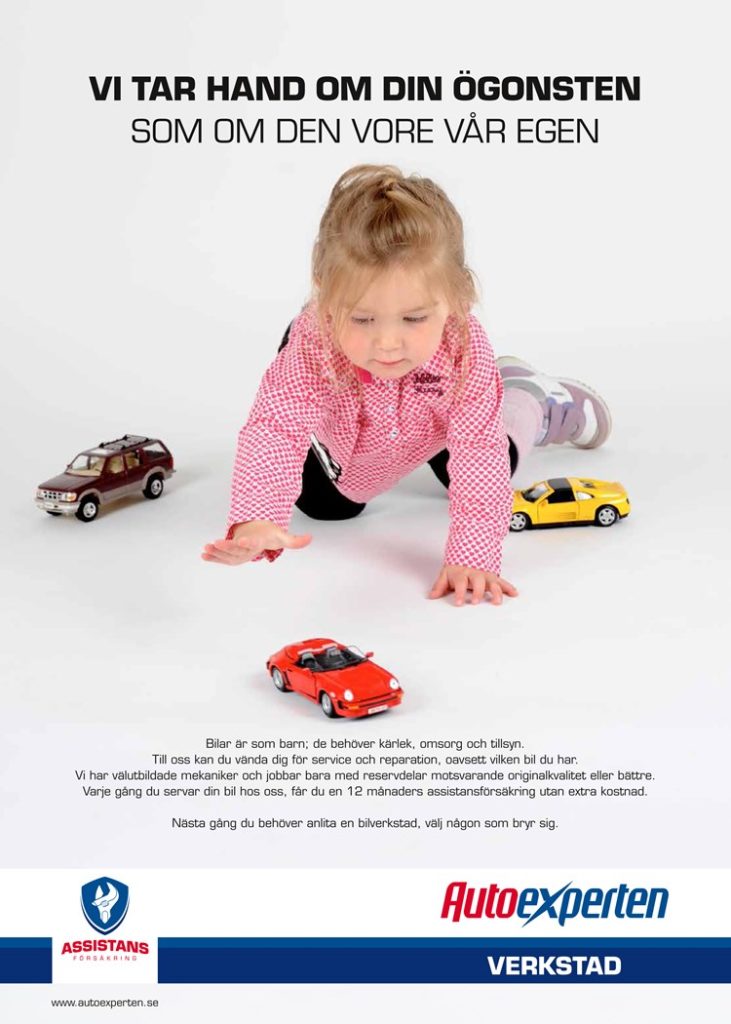 VI TAR HAND OM DIN ÖGONSTEN
SOM OM DEN VORE VÅR EGEN
Bilar är som barn; de behöver kärlek, omsorg och tillsyn.
Till oss kan du vända dig för service och reparation, oavsett vilken bil du har.
Vi har välutbildade mekaniker och jobbar bara med reservdelar motsvarande originalkvalitet eller bättre.
Varje gång du servar din bil hos oss, får du en 12 månaders assistansförsäkring utan extra kostnad.
Nästa gång du behöver anlita en bilverkstad, välj någon som bryr sig.
Autoexperten
ASSISTANS
FÖRSÄKRING
VERKSTAD
www.autoexperten.se